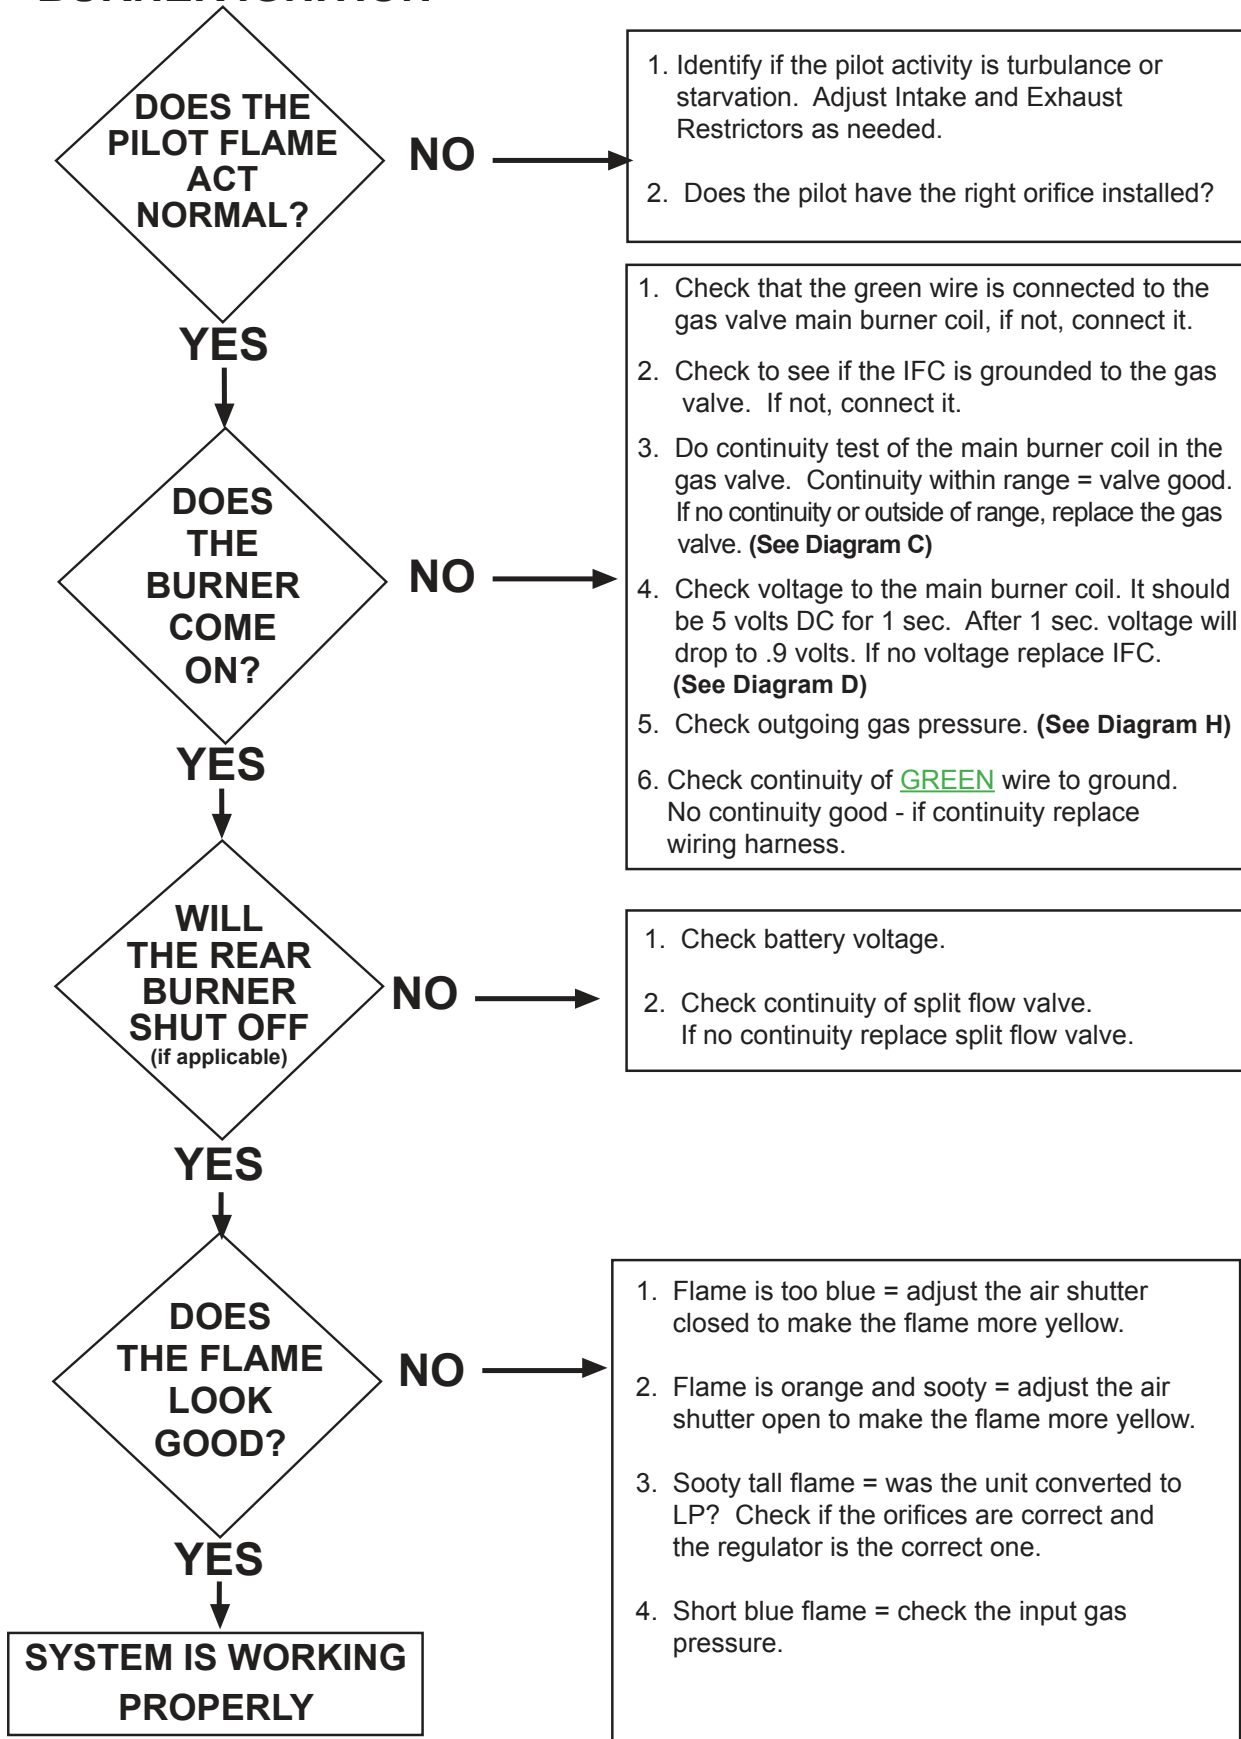 DOES THE
PILOT FLAME
ACT
NORMAL?
NO
1. Identify if the pilot activity is turbulance or
starvation. Adjust Intake and Exhaust
Restrictors as needed.
2. Does the pilot have the right orifice installed?
YES
DOES
THE
BURNER
COME
ON?
NO
1. Check that the green wire is connected to the
gas valve main burner coil, if not, connect it.
2. Check to see if the IFC is grounded to the gas
valve. If not, connect it.
3. Do continuity test of the main burner coil in the
gas valve. Continuity within range = valve good.
If no continuity or outside of range, replace the gas
valve. (See Diagram C)
4. Check voltage to the main burner coil. It should
be 5 volts DC for 1 sec. After 1 sec. voltage will
drop to .9 volts. If no voltage replace IFC.
(See Diagram D)
5. Check outgoing gas pressure. (See Diagram H)
6. Check continuity of GREEN wire to ground.
No continuity good - if continuity replace
wiring harness.
YES
WILL
THE REAR
BURNER
SHUT OFF
(if applicable)
NO
1. Check battery voltage.
2. Check continuity of split flow valve.
If no continuity replace split flow valve.
YES
DOES
THE FLAME
LOOK
GOOD?
NO
1. Flame is too blue = adjust the air shutter
closed to make the flame more yellow.
2. Flame is orange and sooty = adjust the air
shutter open to make the flame more yellow.
3. Sooty tall flame = was the unit converted to
LP? Check if the orifices are correct and
the regulator is the correct one.
4. Short blue flame = check the input gas
pressure.
YES
SYSTEM IS WORKING
PROPERLY